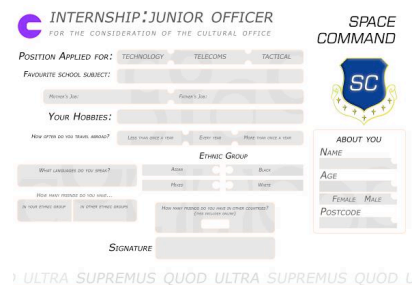 INTERNSHIP:JUNIOR OFFICER
FOR THE CONSIDERATION OF THE CULTURAL OFFICE
SPACE
COMMAND
SC
POSITION APPLIED FOR:
TECHNOLOGY
TELECOMS
TACTICAL
FAVOURITE SCHOOL SUBJECT:
MOTHER'S JOB:
FATHER'S JOB:
YOUR HOBBIES:
HOW OFTEN DO YOU TRAVEL ABROAD?
LESS THAN ONCE A YEAR
EVERY YEAR
MORE THAN ONCE A YEAR
ETHNIC GROUP
WHAT LANGUAGES DO YOU SPEAK?
ASIAN
BLACK
MIXED
WHITE
HOW MANY FRIENDS DO YOU HAVE...
IN YOUR ETHNIC GROUP
IN OTHER ETHNIC GROUPS
HOW MANY FRIENDS DO YOU HAVE IN OTHER COUNTRIES?
(THIS INCLUDES ONLINE)
SIGNATURE
ABOUT YOU
NAME
AGE
FEMALE MALE
POSTCODE
ULTRA SUPREMUS QUOD ULTRA SUPREMUS QUOD